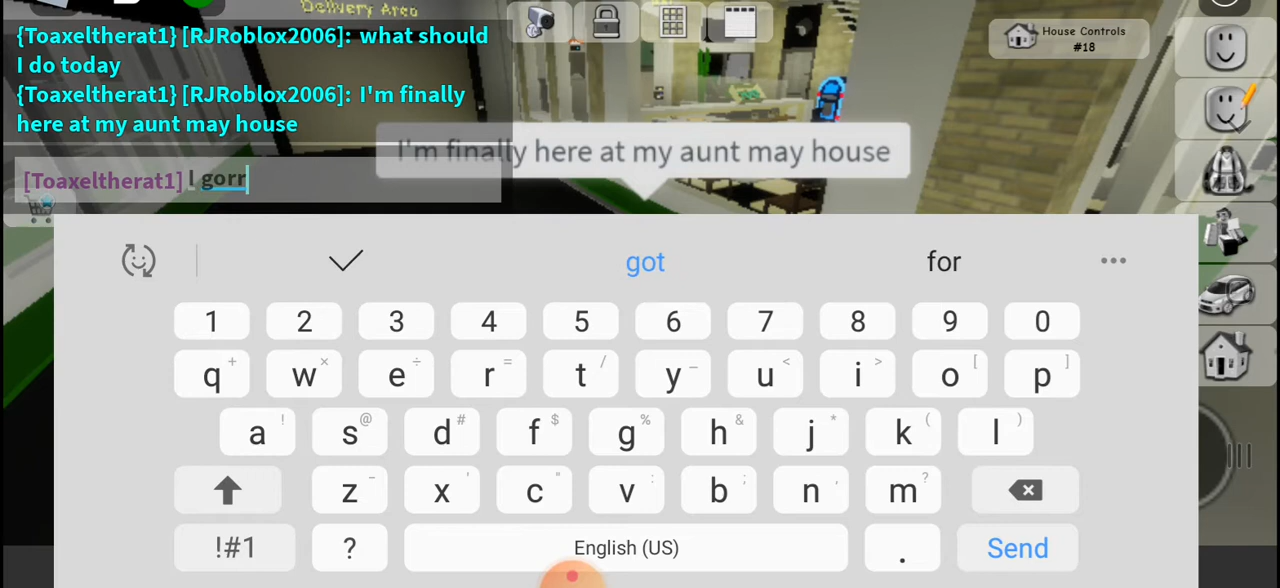 Delivery Area
{Toaxeltherat1} [RJRoblox2006]: what should
I do today
{Toaxeltherat1} [RJRoblox2006]: I'm finally
here at my aunt may house
[Toaxeltherat1] I gorr
I'm finally here at my aunt may house
House Controls
#18
got for •••
1 2 3 4 5 6 7 8 9 0
q + w × e ÷ r = t / y - u < i > o [ p ]
a ! s @ d # f $ g % h & j * k ( l )
z - x ' c " v : b ; n , m ?
!#1 ? English (US) . Send